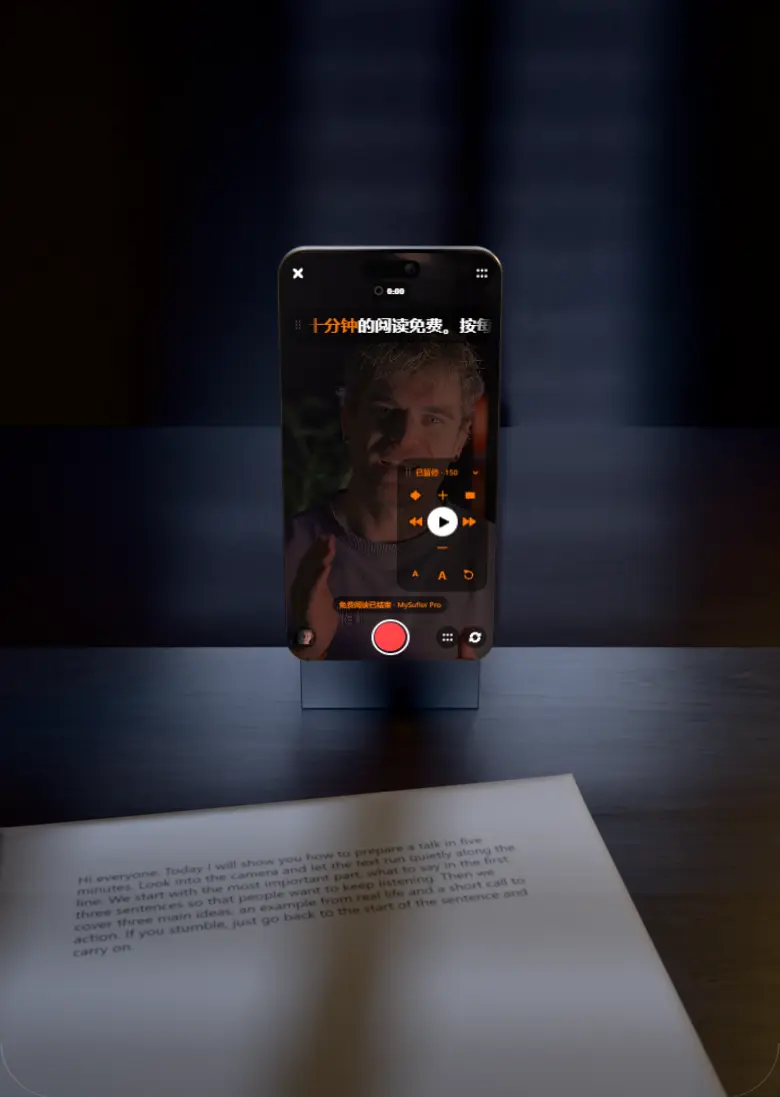 0:00
十分钟的阅读免费。按每
已暂停 · 150
A A
免费阅读已结束 · MySufler Pro
Hi everyone. Today I will show you how to prepare a talk in five
minutes. Look into the camera and let the text run quietly along the
line. We start with the most important part, what to say in the first
three sentences so that people want to keep listening. Then we
cover three main ideas, an example from real life and a short call to
action. If you stumble, just go back to the start of the sentence and
carry on.